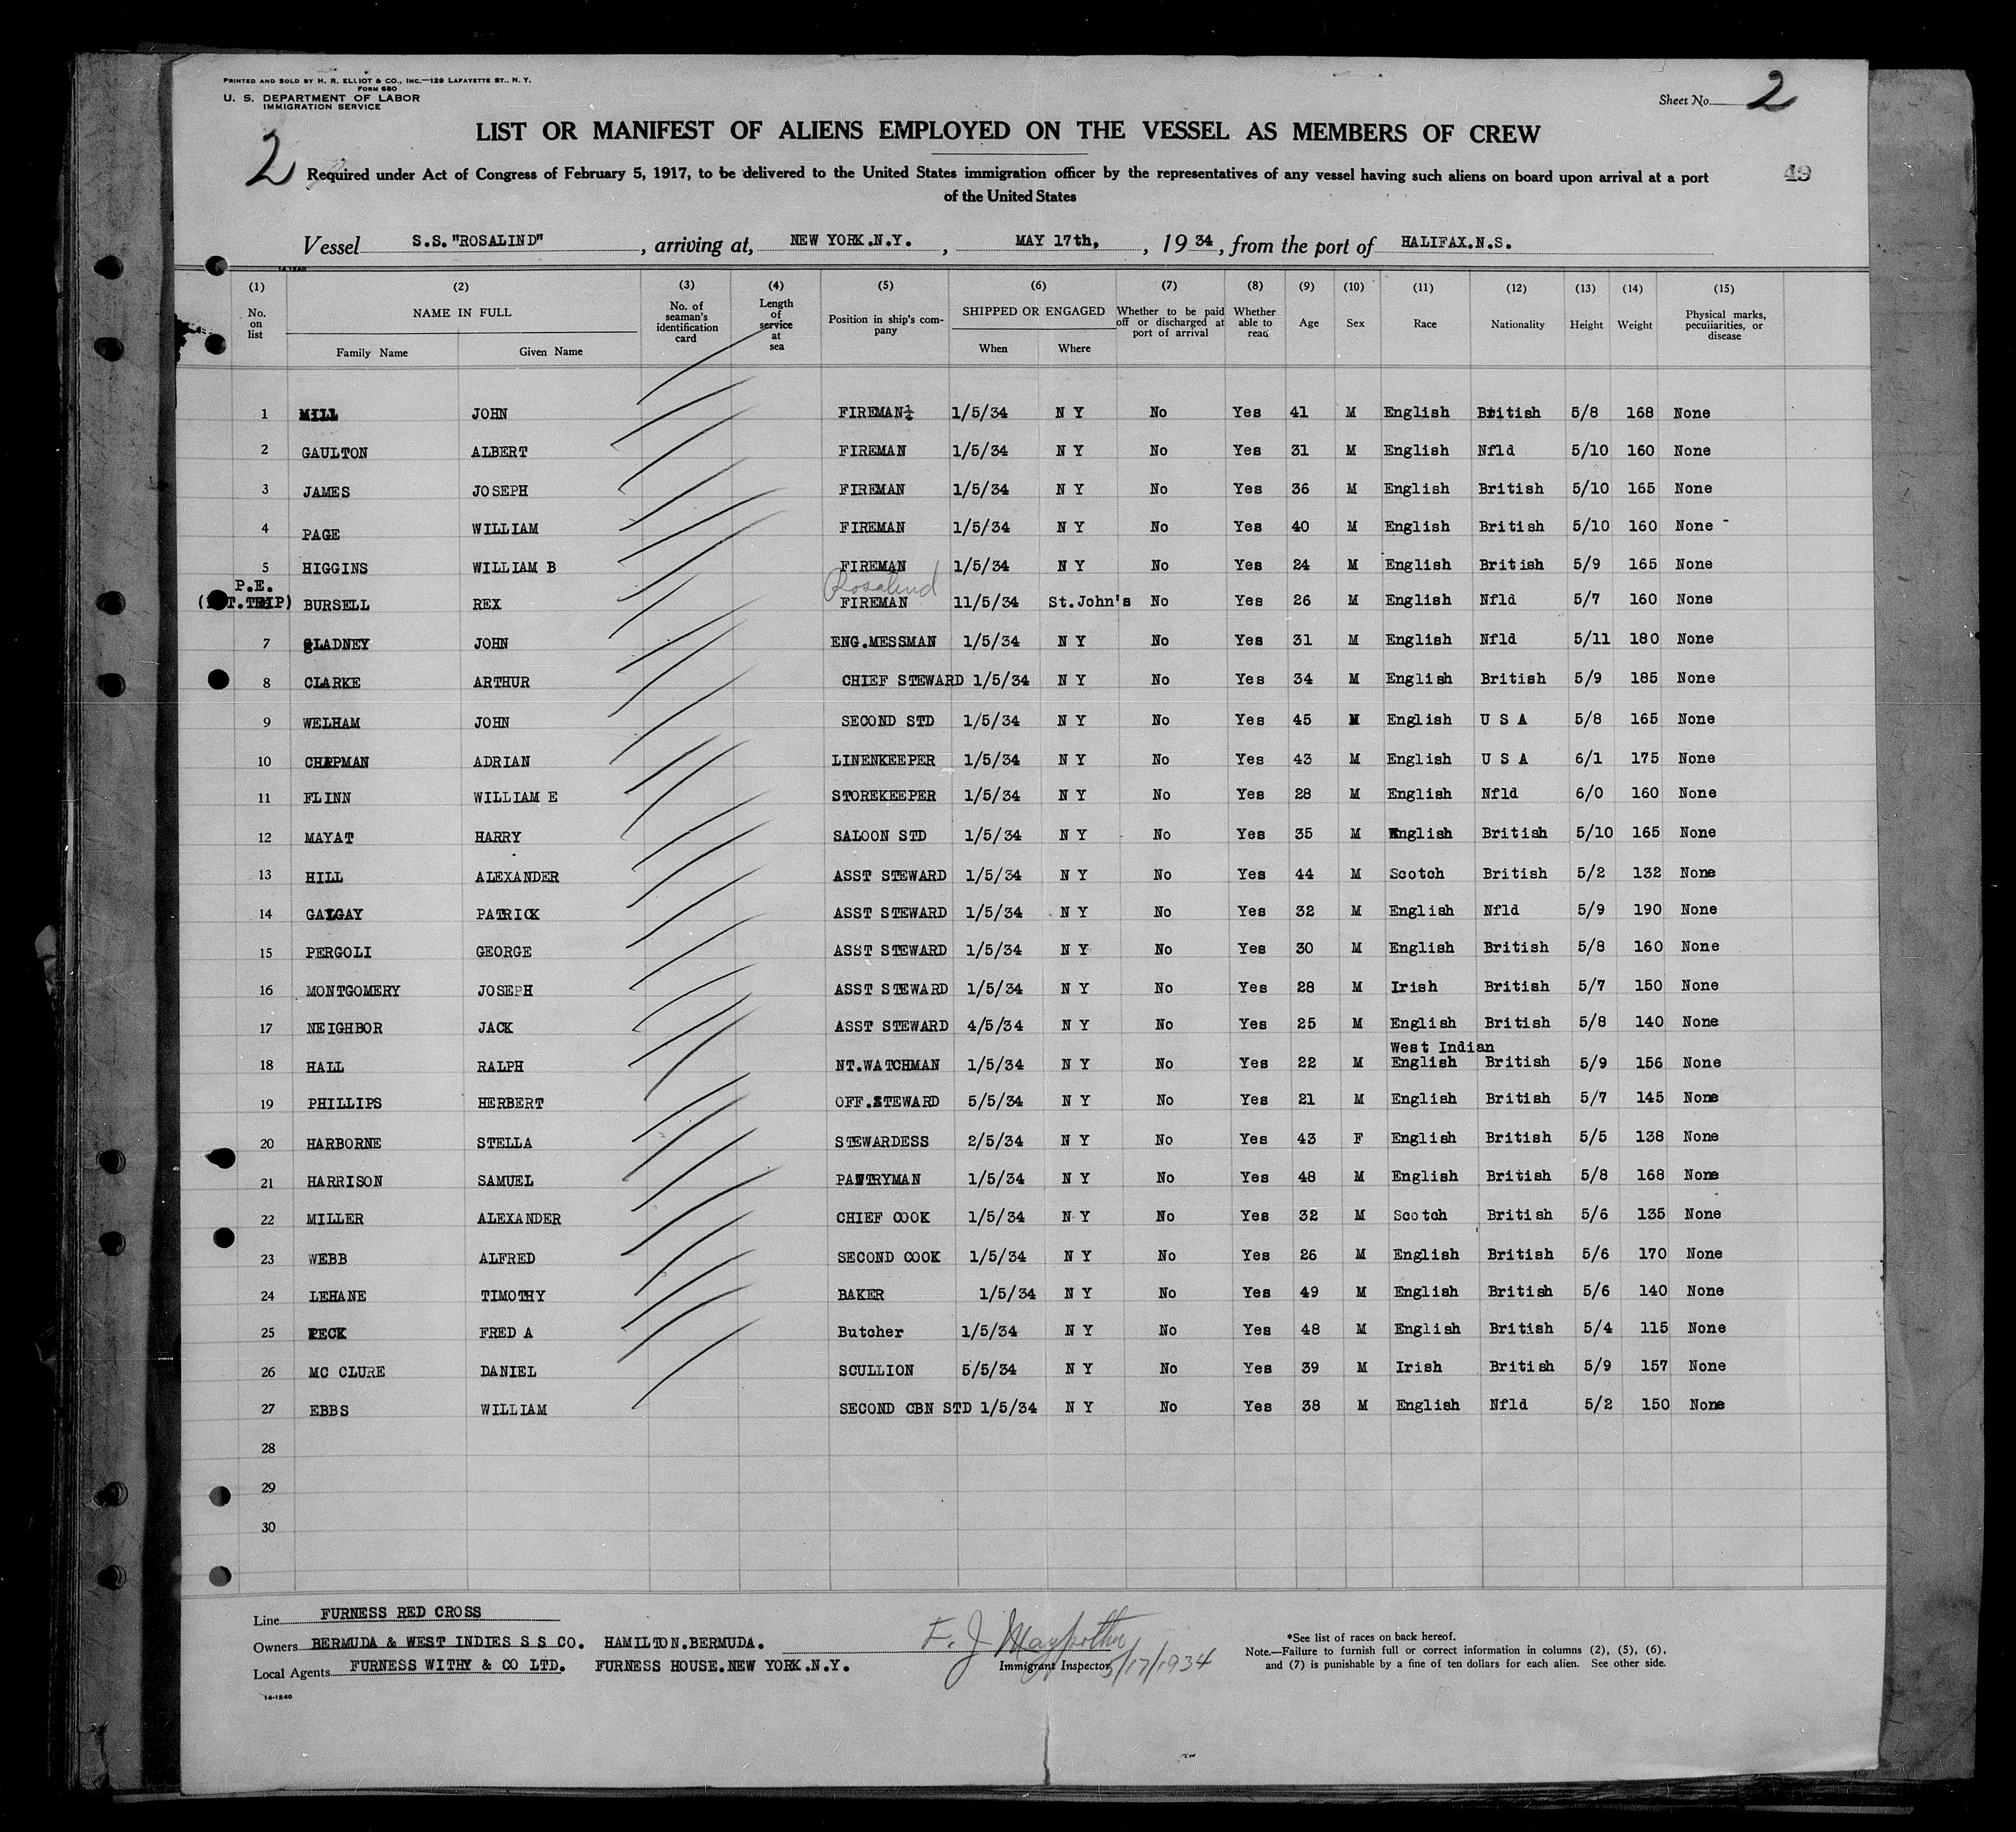 PRINTED AND SOLD BY H. R. ELLIOT & CO., INC.—129 LAFAYETTE ST., N. Y.
FORM 680
U. S. DEPARTMENT OF LABOR
IMMIGRATION SERVICE
Sheet No. 2
LIST OR MANIFEST OF ALIENS EMPLOYED ON THE VESSEL AS MEMBERS OF CREW
2
Required under Act of Congress of February 5, 1917, to be delivered to the United States immigration officer by the representatives of any vessel having such aliens on board upon arrival at a port
of the United States
49
Vessel S.S. "ROSALIND" , arriving at, NEW YORK.N.Y. , MAY 17th, , 19 34, from the port of HALIFAX.N.S.
14-1240
(1) (2) (3) (4) (5) (6) (7) (8) (9) (10) (11) (12) (13) (14) (15)
No. on list NAME IN FULL Family Name Given Name No. of seaman's identification card Length of service at sea Position in ship's company SHIPPED OR ENGAGED When Where Whether to be paid off or discharged at port of arrival Whether able to read Age Sex Race Nationality Height Weight Physical marks, peculiarities, or disease
1 MILL JOHN FIREMAN 1/5/34 N Y No Yes 41 M English British 5/8 168 None
2 GAULTON ALBERT FIREMAN 1/5/34 N Y No Yes 31 M English Nfld 5/10 160 None
3 JAMES JOSEPH FIREMAN 1/5/34 N Y No Yes 36 M English British 5/10 165 None
4 PAGE WILLIAM FIREMAN 1/5/34 N Y No Yes 40 M English British 5/10 160 None
5 HIGGINS WILLIAM B FIREMAN 1/5/34 N Y No Yes 24 M English British 5/9 165 None
P.E. Rosalind
TRIP) BURSELL REX FIREMAN 11/5/34 St.John's No Yes 26 M English Nfld 5/7 160 None
7 GLADNEY JOHN ENG.MESSMAN 1/5/34 N Y No Yes 31 M English Nfld 5/11 180 None
8 CLARKE ARTHUR CHIEF STEWARD 1/5/34 N Y No Yes 34 M English British 5/9 185 None
9 WELHAM JOHN SECOND STD 1/5/34 N Y No Yes 45 M English U S A 5/8 165 None
10 CHAPMAN ADRIAN LINENKEEPER 1/5/34 N Y No Yes 43 M English U S A 6/1 175 None
11 FLINN WILLIAM E STOREKEEPER 1/5/34 N Y No Yes 28 M English Nfld 6/0 160 None
12 MAYAT HARRY SALOON STD 1/5/34 N Y No Yes 35 M English British 5/10 165 None
13 HILL ALEXANDER ASST STEWARD 1/5/34 N Y No Yes 44 M Scotch British 5/2 132 None
14 GALGAY PATRICK ASST STEWARD 1/5/34 N Y No Yes 32 M English Nfld 5/9 190 None
15 PERGOLI GEORGE ASST STEWARD 1/5/34 N Y No Yes 30 M English British 5/8 160 None
16 MONTGOMERY JOSEPH ASST STEWARD 1/5/34 N Y No Yes 28 M Irish British 5/7 150 None
17 NEIGHBOR JACK ASST STEWARD 4/5/34 N Y No Yes 25 M English British 5/8 140 None
West Indian
18 HALL RALPH NT.WATCHMAN 1/5/34 N Y No Yes 22 M English British 5/9 156 None
19 PHILLIPS HERBERT OFF.STEWARD 5/5/34 N Y No Yes 21 M English British 5/7 145 None
20 HARBORNE STELLA STEWARDESS 2/5/34 N Y No Yes 43 F English British 5/5 138 None
21 HARRISON SAMUEL PANTRYMAN 1/5/34 N Y No Yes 48 M English British 5/8 168 None
22 MILLER ALEXANDER CHIEF COOK 1/5/34 N Y No Yes 32 M Scotch British 5/6 135 None
23 WEBB ALFRED SECOND COOK 1/5/34 N Y No Yes 26 M English British 5/6 170 None
24 LEHANE TIMOTHY BAKER 1/5/34 N Y No Yes 49 M English British 5/6 140 None
25 PECK FRED A Butcher 1/5/34 N Y No Yes 48 M English British 5/4 115 None
26 MC CLURE DANIEL SCULLION 5/5/34 N Y No Yes 39 M Irish British 5/9 157 None
27 EBBS WILLIAM SECOND CBN STD 1/5/34 N Y No Yes 38 M English Nfld 5/2 150 None
28
29
30
Line FURNESS RED CROSS
Owners BERMUDA & WEST INDIES S S CO. HAMILTON.BERMUDA.
Local Agents FURNESS WITHY & CO LTD. FURNESS HOUSE.NEW YORK.N.Y.
14-1240
F. J.
Immigrant Inspector 5/17/1934
*See list of races on back hereof.
Note.—Failure to furnish full or correct information in columns (2), (5), (6),
and (7) is punishable by a fine of ten dollars for each alien. See other side.